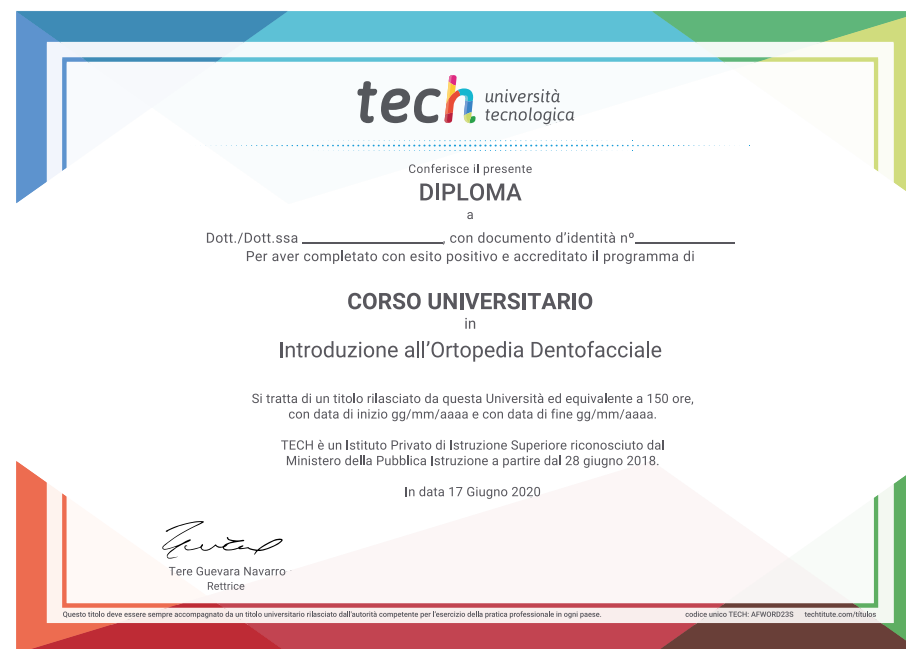 tech università
tecnologica
Conferisce il presente
DIPLOMA
a
Dott./Dott.ssa ____________________, con documento d'identità nº______________
Per aver completato con esito positivo e accreditato il programma di
CORSO UNIVERSITARIO
in
Introduzione all'Ortopedia Dentofacciale
Si tratta di un titolo rilasciato da questa Università ed equivalente a 150 ore,
con data di inizio gg/mm/aaaa e con data di fine gg/mm/aaaa.
TECH è un Istituto Privato di Istruzione Superiore riconosciuto dal
Ministero della Pubblica Istruzione a partire dal 28 giugno 2018.
In data 17 Giugno 2020
Tere Guevara Navarro
Rettrice
Questo titolo deve essere sempre accompagnato da un titolo universitario rilasciato dall'autorità competente per l'esercizio della pratica professionale in ogni paese. codice unico TECH: AFWORD23S techtitute.com/títulos